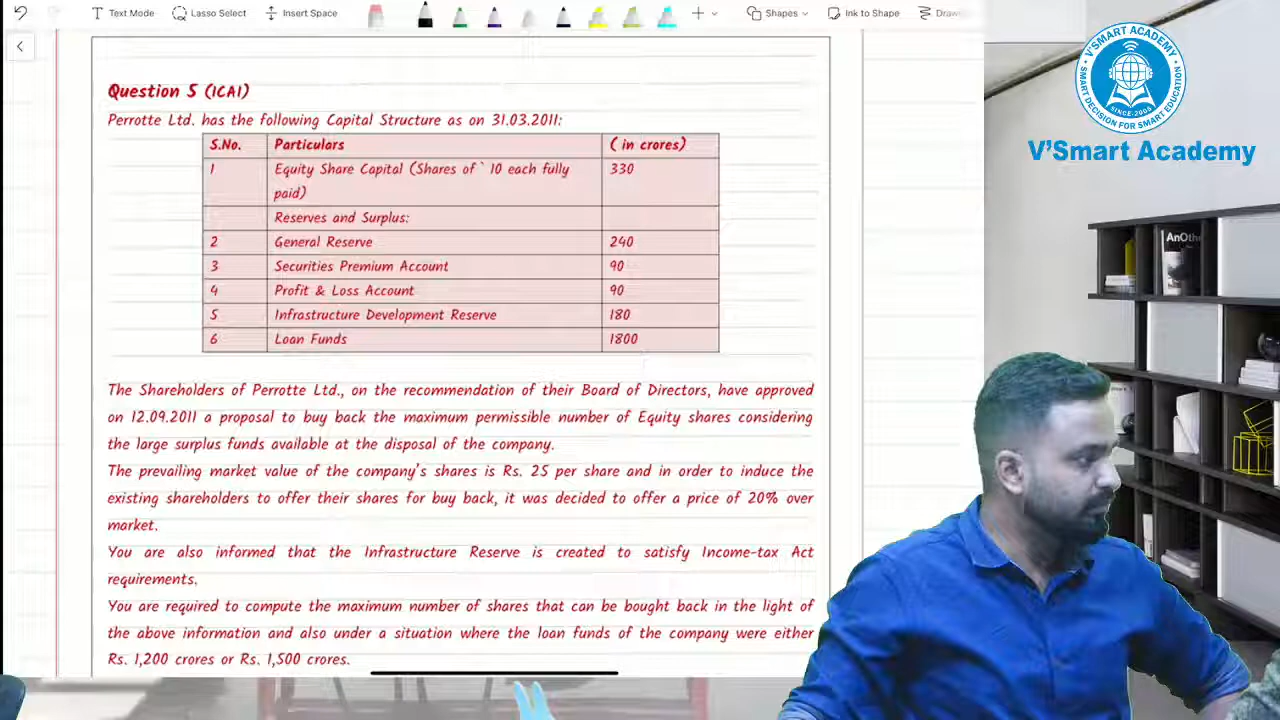 Text Mode Lasso Select Insert Space Shapes Ink to Shape Draw
Question 5 (ICAI)
Perrotte Ltd. has the following Capital Structure as on 31.03.2011:
S.No. Particulars ( in crores)
1 Equity Share Capital (Shares of ` 10 each fully paid) 330
Reserves and Surplus:
2 General Reserve 240
3 Securities Premium Account 90
4 Profit & Loss Account 90
5 Infrastructure Development Reserve 180
6 Loan Funds 1800
The Shareholders of Perrotte Ltd., on the recommendation of their Board of Directors, have approved
on 12.09.2011 a proposal to buy back the maximum permissible number of Equity shares considering
the large surplus funds available at the disposal of the company.
The prevailing market value of the company's shares is Rs. 25 per share and in order to induce the
existing shareholders to offer their shares for buy back, it was decided to offer a price of 20% over
market.
You are also informed that the Infrastructure Reserve is created to satisfy Income-tax Act
requirements.
You are required to compute the maximum number of shares that can be bought back in the light of
the above information and also under a situation where the loan funds of the company were either
Rs. 1,200 crores or Rs. 1,500 crores.
V'SMART ACADEMY
SMART DECISION FOR SMART EDUCATION
SINCE-2005
V'Smart Academy
AnOthe